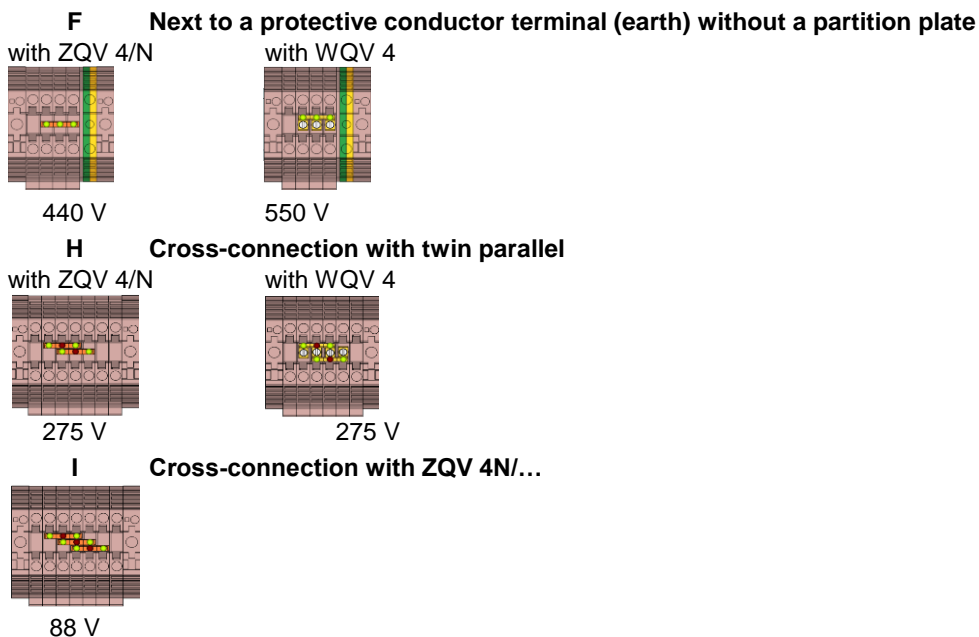 F Next to a protective conductor terminal (earth) without a partition plate
with ZQV 4/N with WQV 4
440 V 550 V
H Cross-connection with twin parallel
with ZQV 4/N with WQV 4
275 V 275 V
I Cross-connection with ZQV 4N/…
88 V